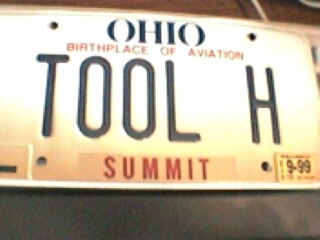 OHIO
BIRTHPLACE OF AVIATION
TOOL H
SUMMIT
9-99